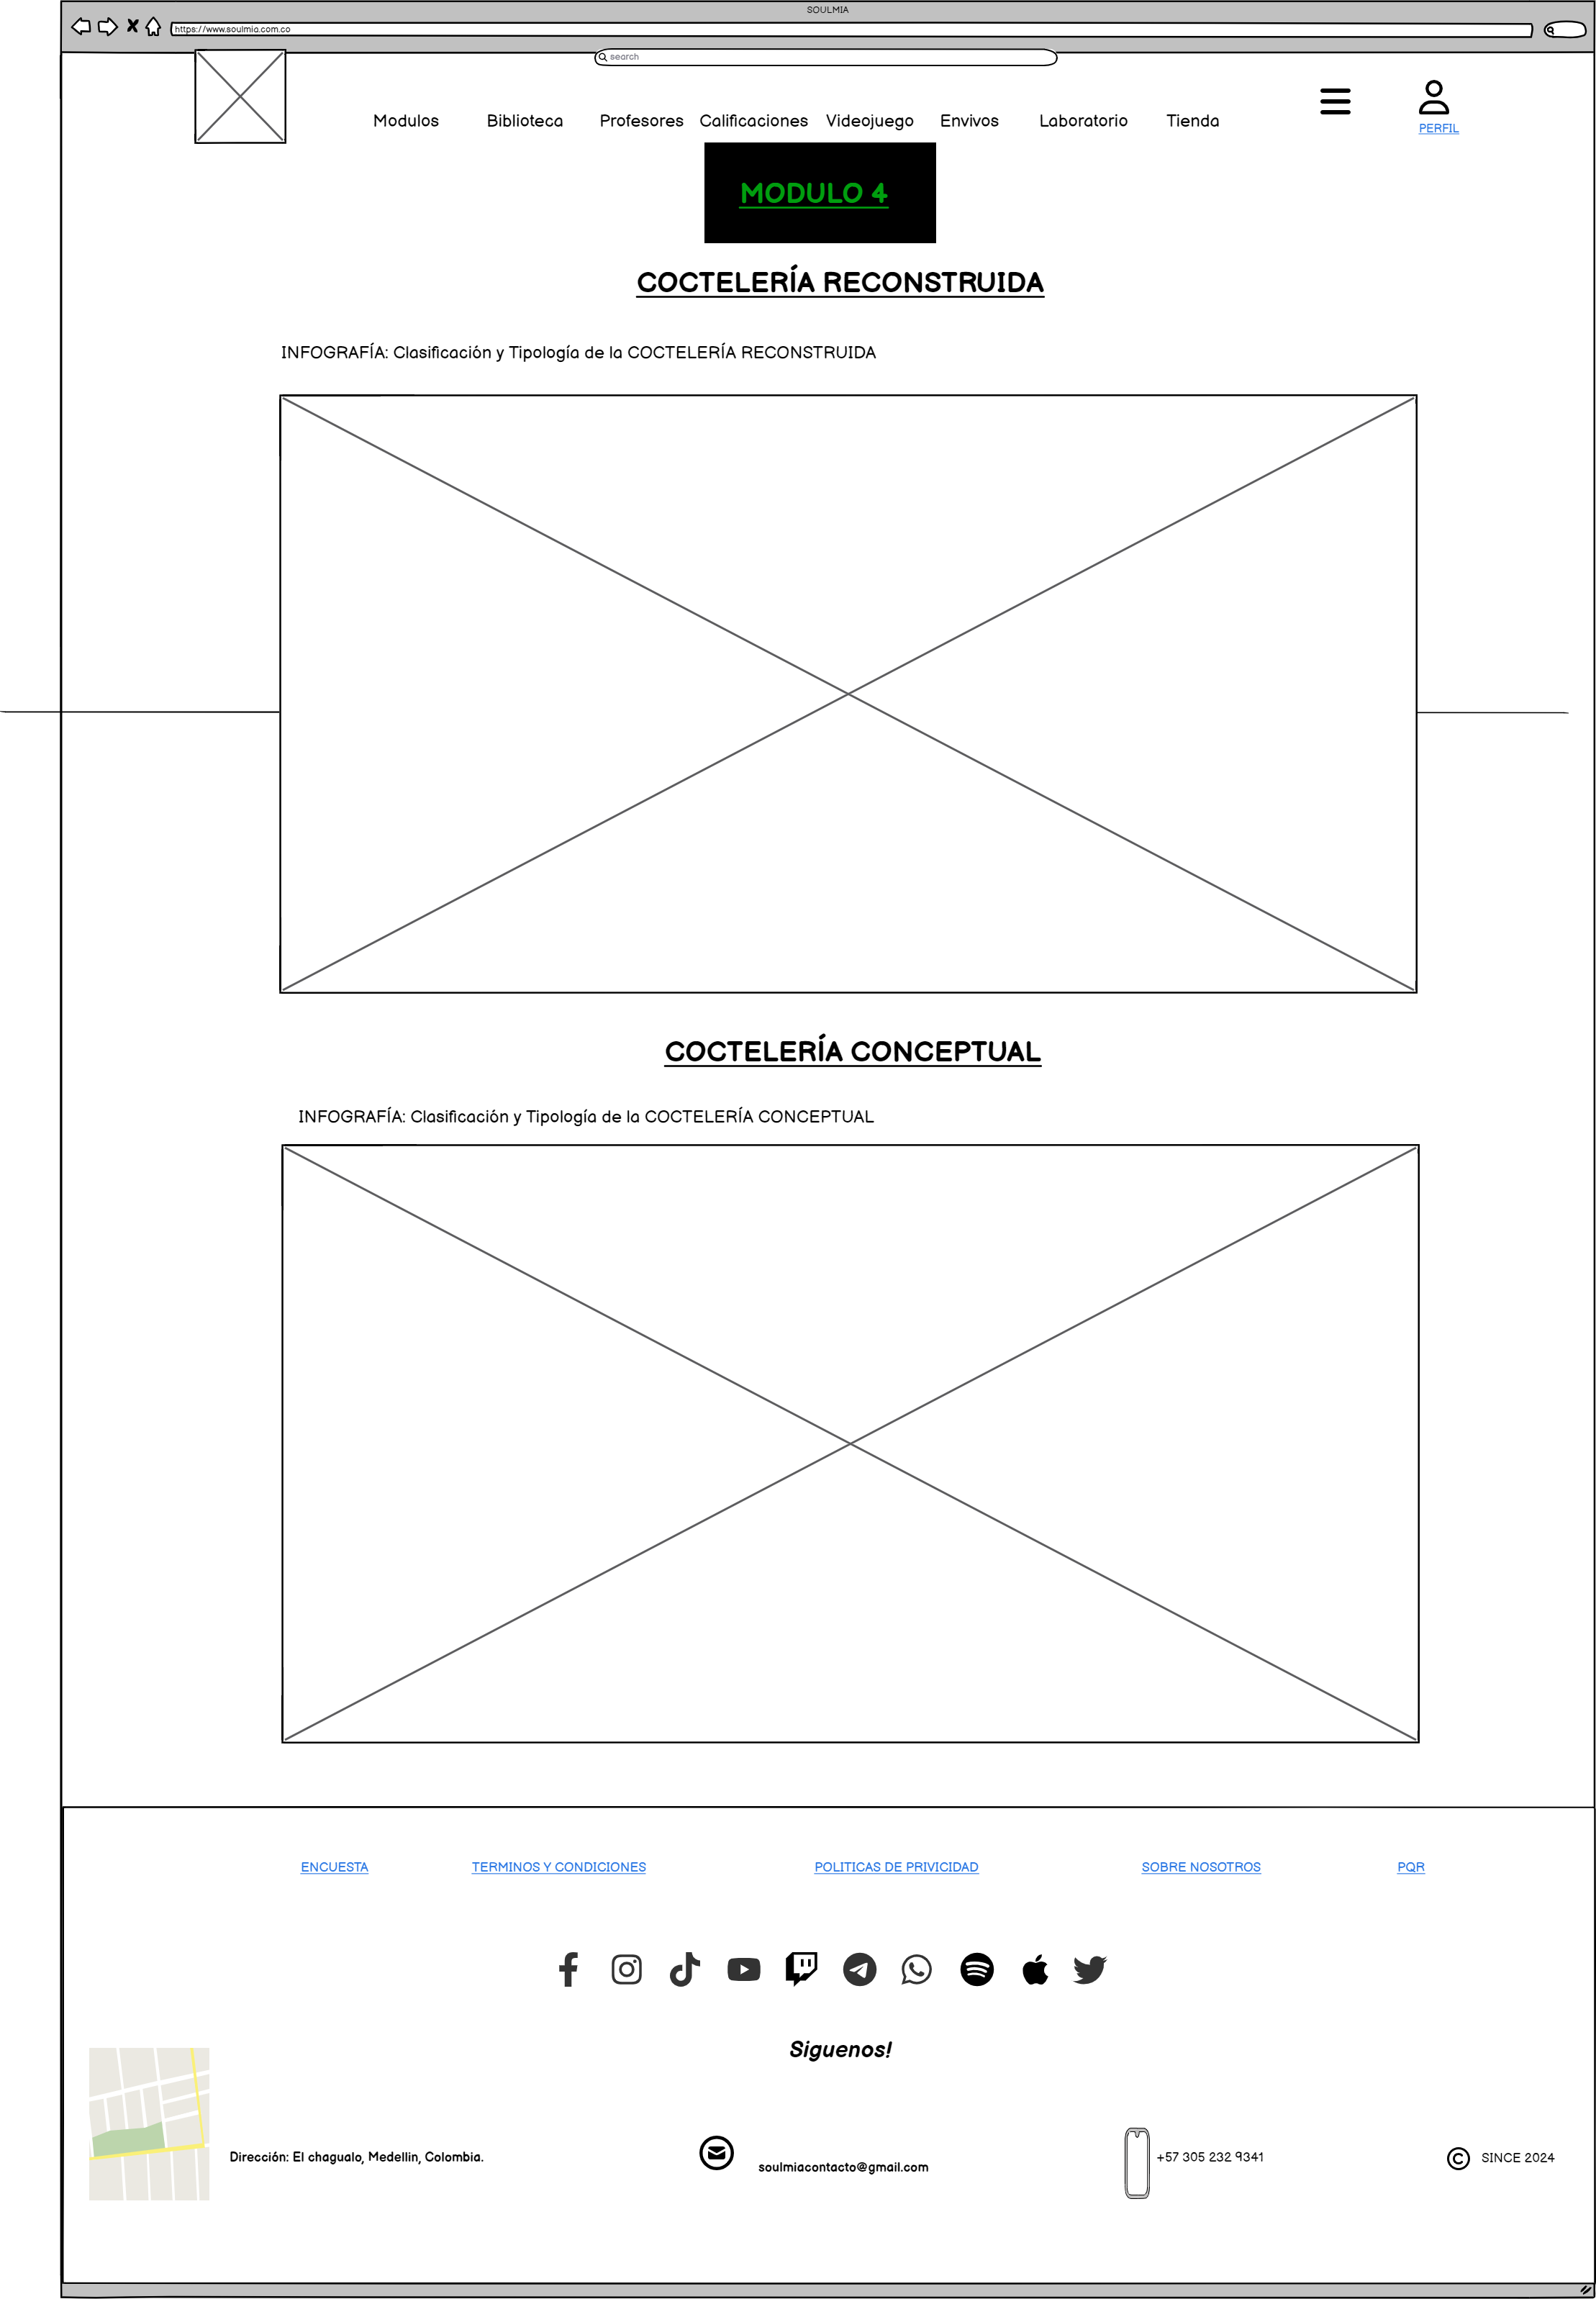 SOULMIA
https://www.soulmia.com.co
search
Modulos Biblioteca Profesores Calificaciones Videojuego Envivos Laboratorio Tienda
PERFIL
MODULO 4
COCTELERÍA RECONSTRUIDA
INFOGRAFÍA: Clasificación y Tipología de la COCTELERÍA RECONSTRUIDA
COCTELERÍA CONCEPTUAL
INFOGRAFÍA: Clasificación y Tipología de la COCTELERÍA CONCEPTUAL
ENCUESTA TERMINOS Y CONDICIONES POLITICAS DE PRIVICIDAD SOBRE NOSOTROS PQR
Siguenos!
Dirección: El chagualo, Medellin, Colombia.
soulmiacontacto@gmail.com
+57 305 232 9341
© SINCE 2024